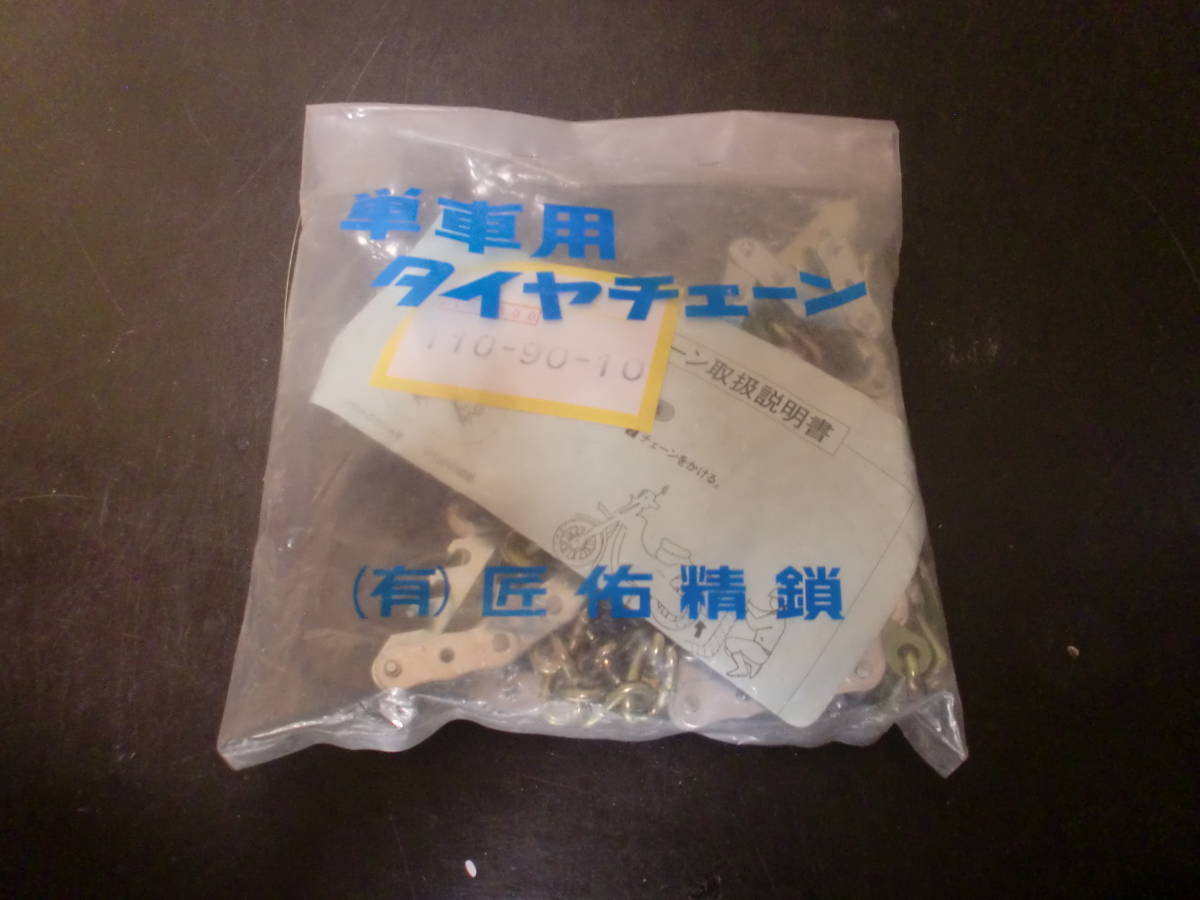 単車用
タイヤチェーン
00
110-90-10
ーン取扱説明書
チェーンをかける。
(有)匠佑精鎖